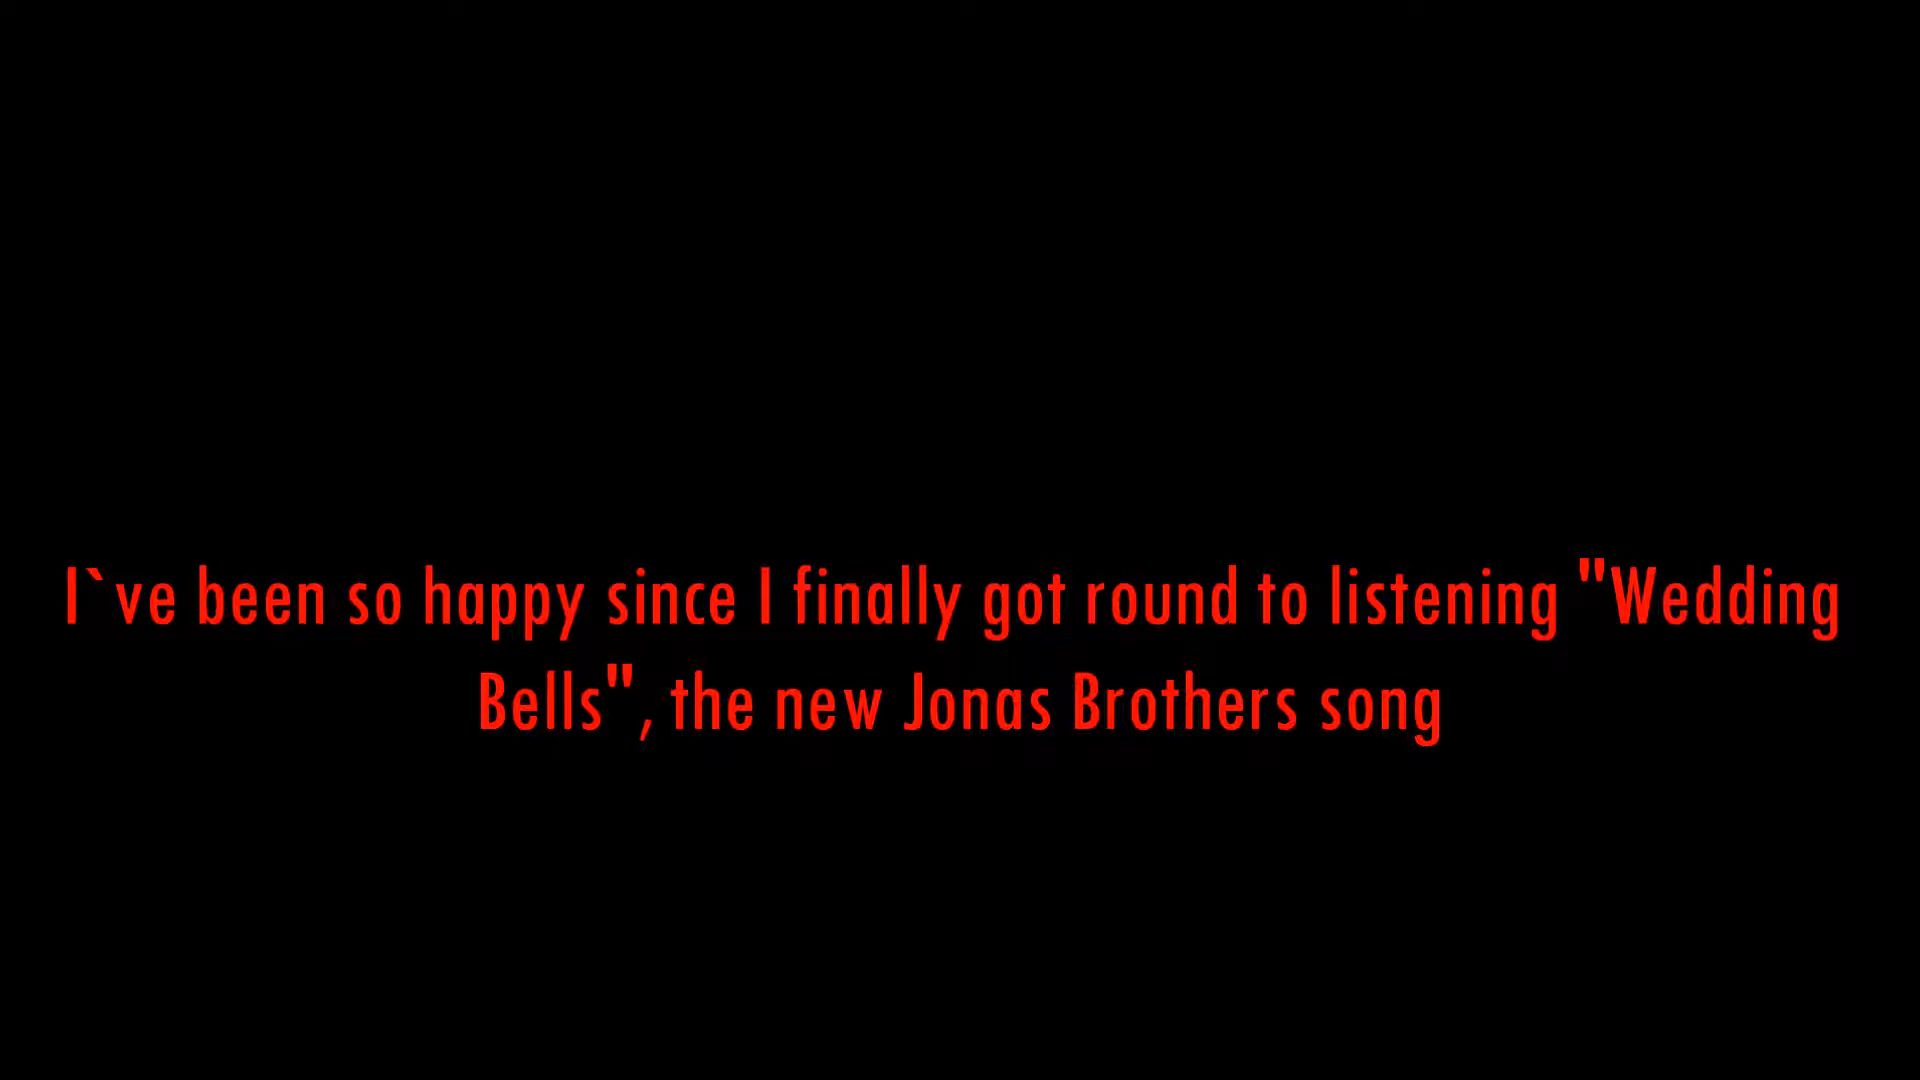 I`ve been so happy since I finally got round to listening "Wedding
Bells", the new Jonas Brothers song